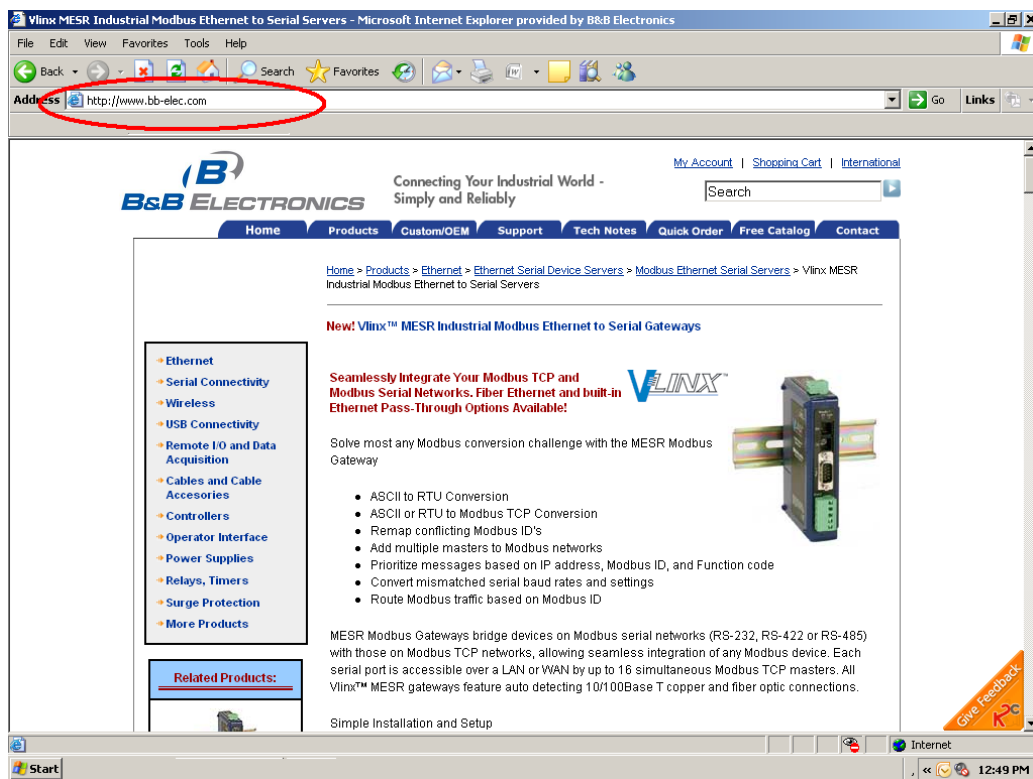 Vlinx MESR Industrial Modbus Ethernet to Serial Servers - Microsoft Internet Explorer provided by B&B Electronics
File Edit View Favorites Tools Help
Back Search Favorites
Address http://www.bb-elec.com Go Links
B
B&B ELECTRONICS
Connecting Your Industrial World -
Simply and Reliably
My Account | Shopping Cart | International
Search
Home Products Custom/OEM Support Tech Notes Quick Order Free Catalog Contact
Home > Products > Ethernet > Ethernet Serial Device Servers > Modbus Ethernet Serial Servers > Vlinx MESR
Industrial Modbus Ethernet to Serial Servers
New! Vlinx™ MESR Industrial Modbus Ethernet to Serial Gateways
Ethernet
Serial Connectivity
Wireless
USB Connectivity
Remote I/O and Data
Acquisition
Cables and Cable
Accesories
Controllers
Operator Interface
Power Supplies
Relays, Timers
Surge Protection
More Products
Related Products:
Seamlessly Integrate Your Modbus TCP and
Modbus Serial Networks. Fiber Ethernet and built-in
Ethernet Pass-Through Options Available!
VLINX™
Solve most any Modbus conversion challenge with the MESR Modbus
Gateway
• ASCII to RTU Conversion
• ASCII or RTU to Modbus TCP Conversion
• Remap conflicting Modbus ID's
• Add multiple masters to Modbus networks
• Prioritize messages based on IP address, Modbus ID, and Function code
• Convert mismatched serial baud rates and settings
• Route Modbus traffic based on Modbus ID
MESR Modbus Gateways bridge devices on Modbus serial networks (RS-232, RS-422 or RS-485)
with those on Modbus TCP networks, allowing seamless integration of any Modbus device. Each
serial port is accessible over a LAN or WAN by up to 16 simultaneous Modbus TCP masters. All
Vlinx™ MESR gateways feature auto detecting 10/100Base T copper and fiber optic connections.
Simple Installation and Setup
Give Feedback
Internet
Start
12:49 PM